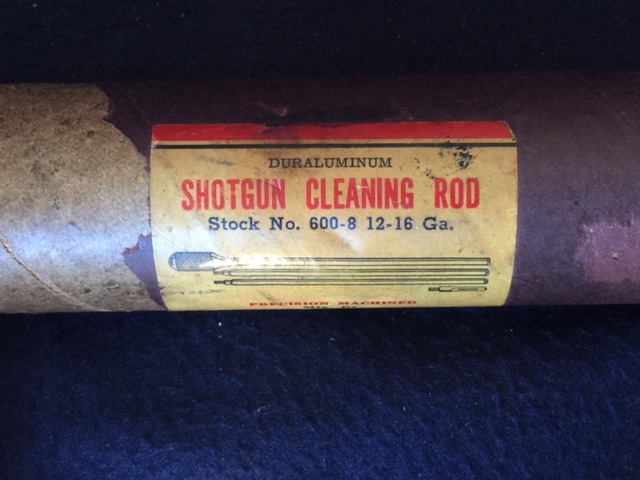 DURALUMINUM
SHOTGUN CLEANING ROD
Stock No. 600-8 12-16 Ga.
PRECISION MACHINED